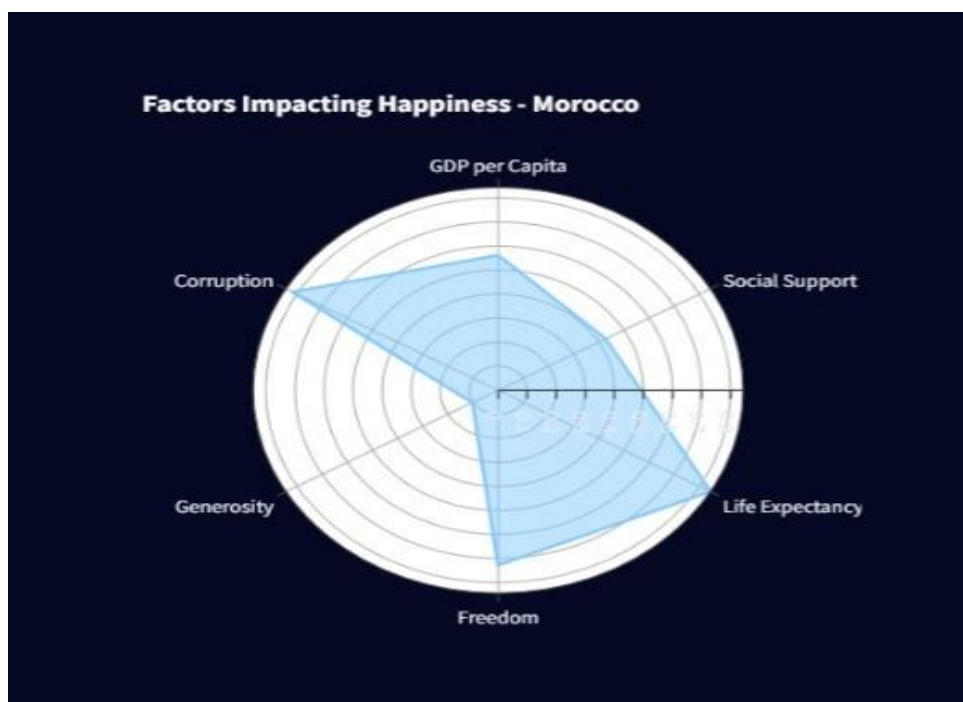 Factors Impacting Happiness - Morocco
GDP per Capita
Corruption
Social Support
Generosity
Life Expectancy
Freedom